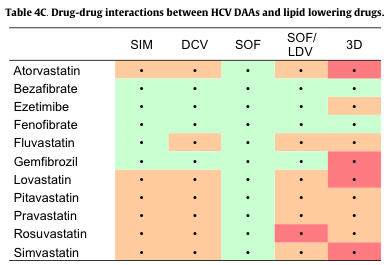 Table 4C. Drug-drug interactions between HCV DAAs and lipid lowering drugs.
SIM DCV SOF SOF/ LDV 3D
Atorvastatin • • • • •
Bezafibrate • • • • •
Ezetimibe • • • • •
Fenofibrate • • • • •
Fluvastatin • • • • •
Gemfibrozil • • • • •
Lovastatin • • • • •
Pitavastatin • • • • •
Pravastatin • • • • •
Rosuvastatin • • • • •
Simvastatin • • • • •